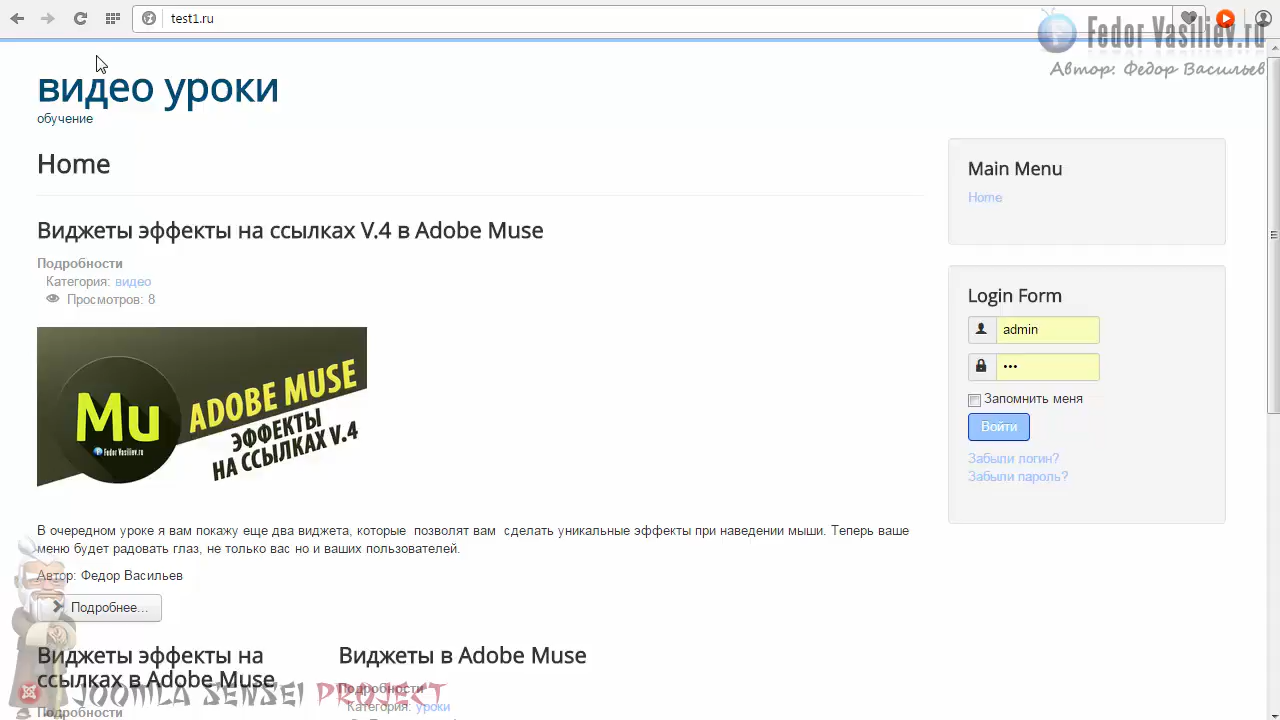 test1.ru
Fedor Vasiliev.ru
Автор: Федор Васильев
видео уроки
обучение
Home
Виджеты эффекты на ссылках V.4 в Adobe Muse
Подробности
Категория: видео
Просмотров: 8
Mu
Fedor Vasiliev.ru
ADOBE MUSE
ЭФФЕКТЫ
НА ССЫЛКАХ V.4
В очередном уроке я вам покажу еще два виджета, которые позволят вам сделать уникальные эффекты при наведении мыши. Теперь ваше
меню будет радовать глаз, не только вас но и ваших пользователей.
Автор: Федор Васильев
Подробнее...
Виджеты эффекты на
ссылках в Adobe Muse
Подробности
Виджеты в Adobe Muse
Подробности
Категория: уроки
JOOMLA SENSEI PROJECT
Main Menu
Home
Login Form
admin
•••
Запомнить меня
Войти
Забыли логин?
Забыли пароль?